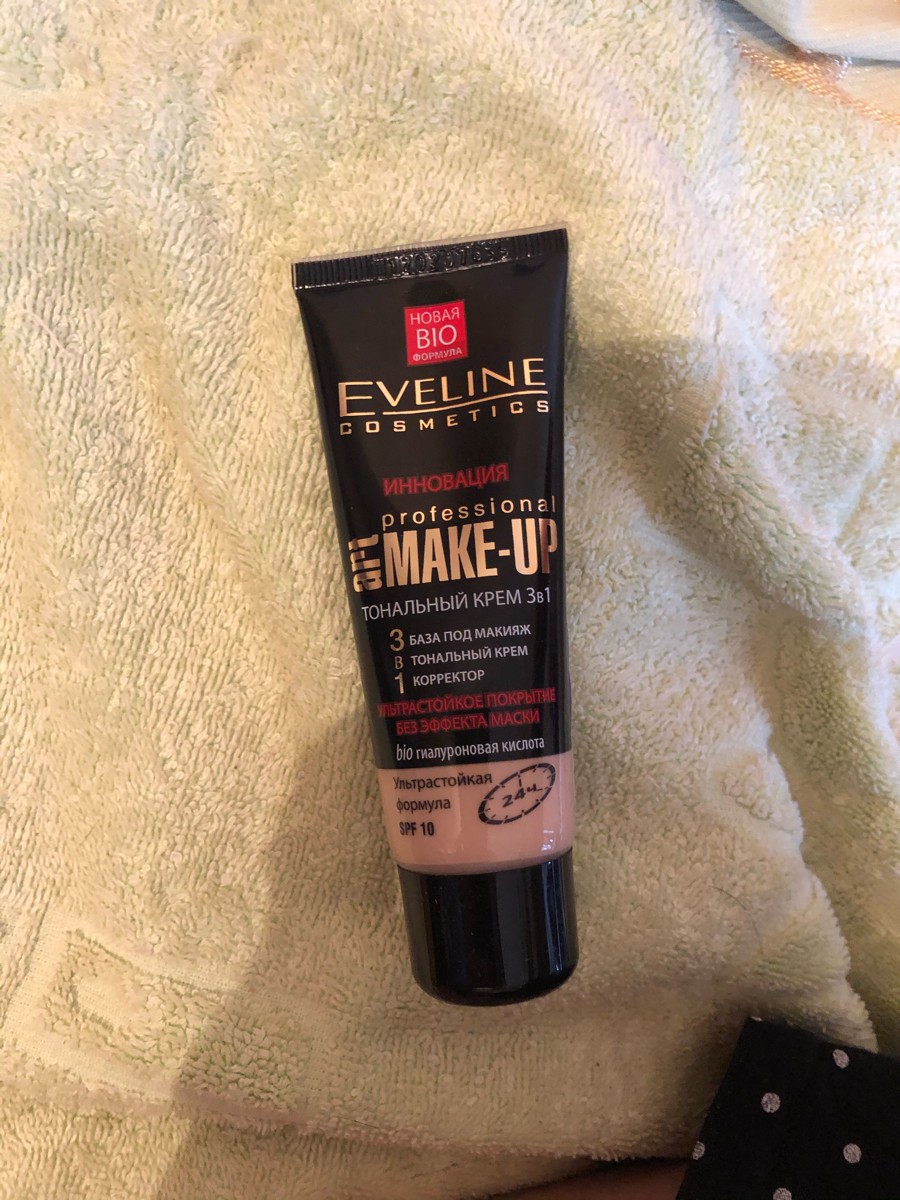 НОВАЯ
BIO
ФОРМУЛА
EVELINE
COSMETICS
ИННОВАЦИЯ
professional
art MAKE-UP
ТОНАЛЬНЫЙ КРЕМ 3в1
3 БАЗА ПОД МАКИЯЖ
В ТОНАЛЬНЫЙ КРЕМ
1 КОРРЕКТОР
УЛЬТРАСТОЙКОЕ ПОКРЫТИЕ
БЕЗ ЭФФЕКТА МАСКИ
bio гиалуроновая кислота
Ультрастойкая
формула
24ч.
SPF 10